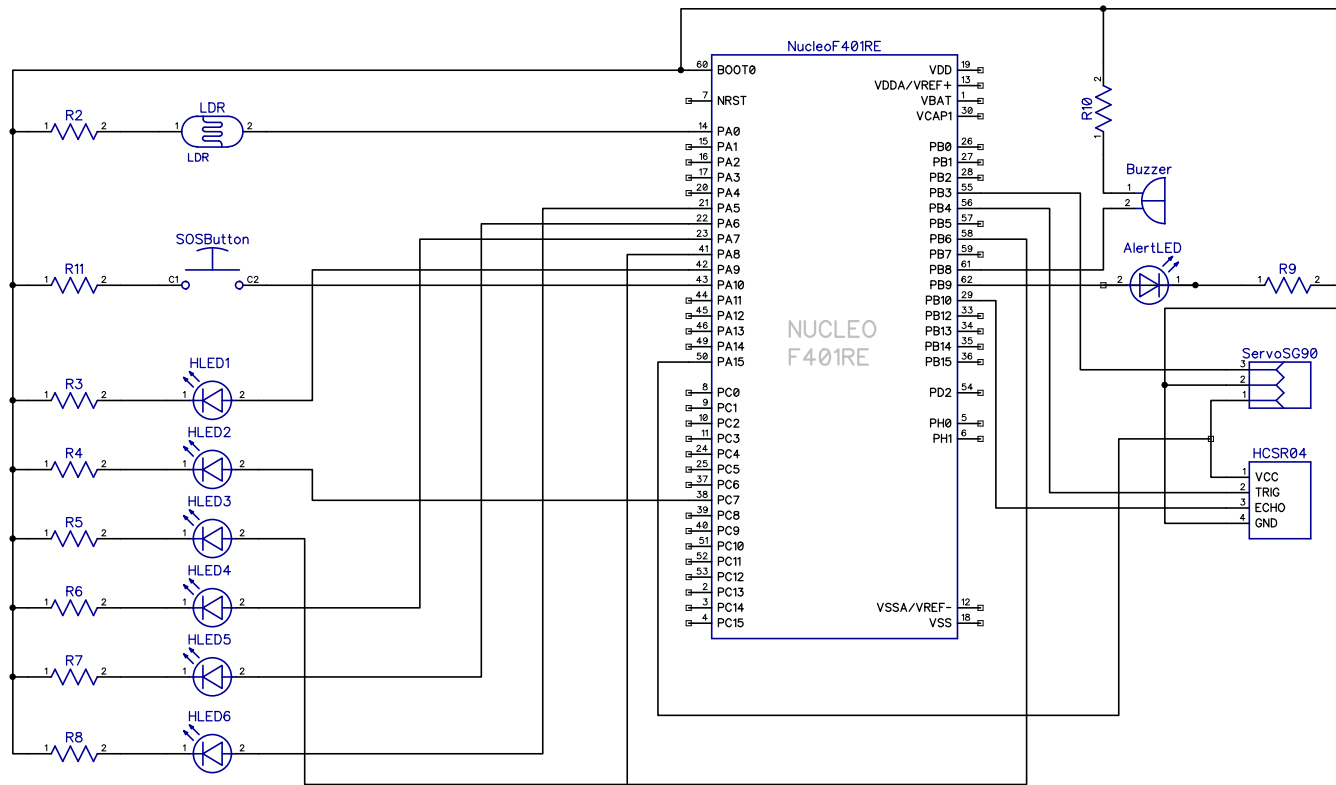 NucleoF401RE
60 BOOT0
7 NRST
14 PA0
15 PA1
16 PA2
17 PA3
20 PA4
21 PA5
22 PA6
23 PA7
41 PA8
42 PA9
43 PA10
44 PA11
45 PA12
46 PA13
49 PA14
50 PA15
8 PC0
9 PC1
10 PC2
11 PC3
24 PC4
25 PC5
37 PC6
38 PC7
39 PC8
40 PC9
51 PC10
52 PC11
53 PC12
2 PC13
3 PC14
4 PC15
VDD 19
VDDA/VREF+ 13
VBAT 1
VCAP1 30
PB0 26
PB1 27
PB2 28
PB3 55
PB4 56
PB5 57
PB6 58
PB7 59
PB8 61
PB9 62
PB10 29
PB12 33
PB13 34
PB14 35
PB15 36
PD2 54
PH0 5
PH1 6
VSSA/VREF- 12
VSS 18
NUCLEO
F401RE
R2
1 2
LDR
1 2
LDR
SOSButton
R11
1 2
C1 C2
HLED1
R3
1 2 1 2
HLED2
R4
1 2 1 2
HLED3
R5
1 2 1 2
HLED4
R6
1 2 1 2
HLED5
R7
1 2 1 2
HLED6
R8
1 2 1 2
2
R10
1
Buzzer
1
2
AlertLED
2 1
R9
1 2
ServoSG90
3
2
1
HCSR04
1 VCC
2 TRIG
3 ECHO
4 GND